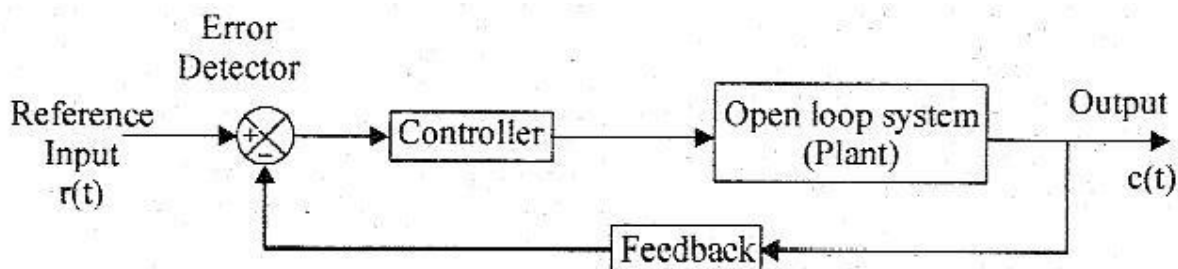 Error
Detector
Reference
Input
r(t)
+
-
Controller
Open loop system
(Plant)
Output
c(t)
Feedback